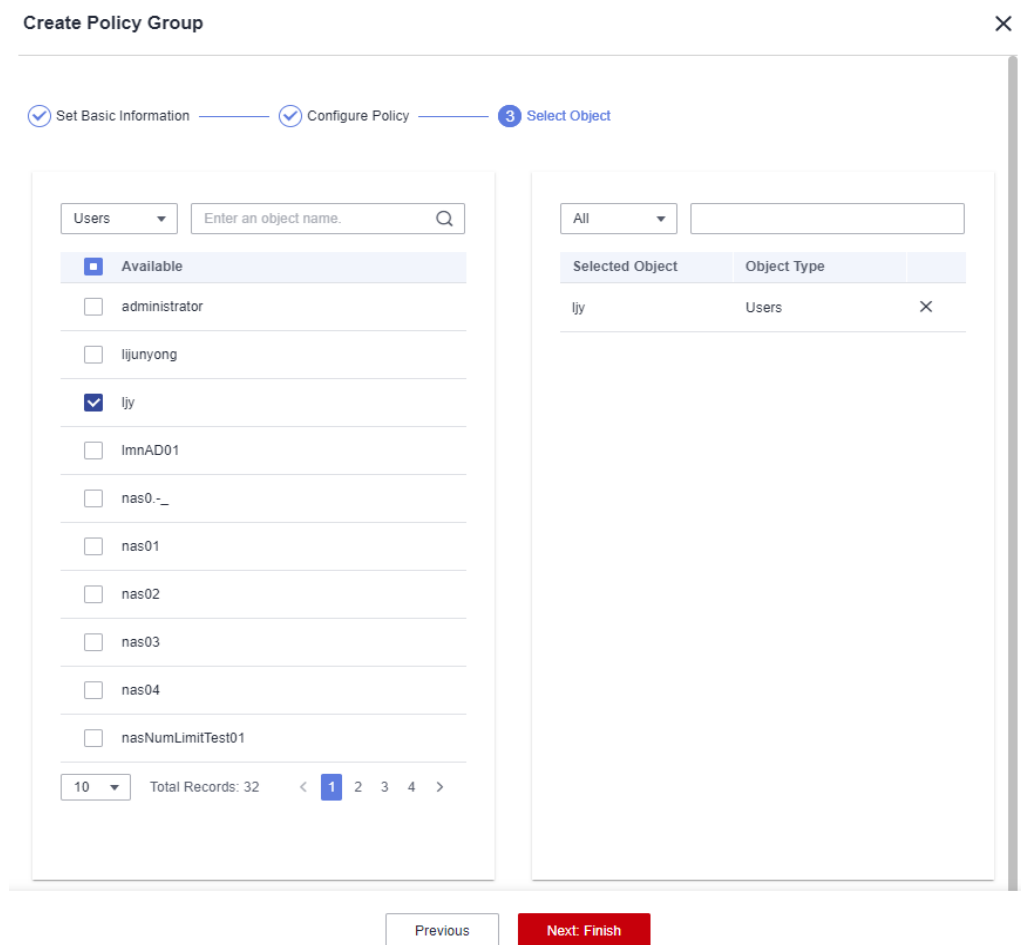 Create Policy Group
Set Basic Information
Configure Policy
3 Select Object
Users
Enter an object name.
Available
administrator
lijunyong
ljy
lmnAD01
nas0.-_
nas01
nas02
nas03
nas04
nasNumLimitTest01
10 Total Records: 32 < 1 2 3 4 >
All
Selected Object Object Type
ljy Users
Previous Next: Finish